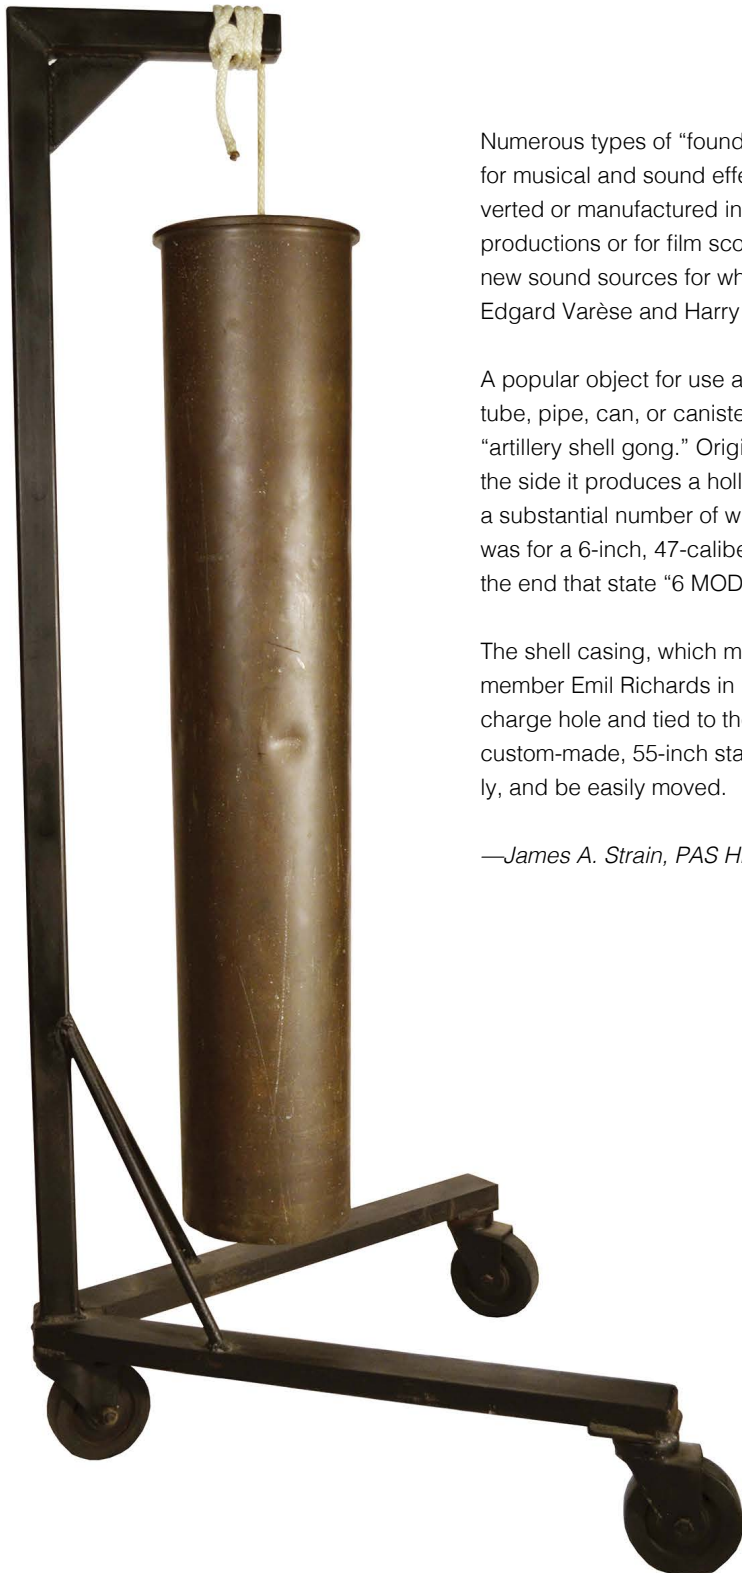 Numerous types of “found
for musical and sound effe
verted or manufactured in
productions or for film sco
new sound sources for wh
Edgard Varèse and Harry
A popular object for use a
tube, pipe, can, or caniste
“artillery shell gong.” Origi
the side it produces a holl
a substantial number of w
was for a 6-inch, 47-calibe
the end that state “6 MOD
The shell casing, which m
member Emil Richards in
charge hole and tied to th
custom-made, 55-inch sta
ly, and be easily moved.
—James A. Strain, PAS H